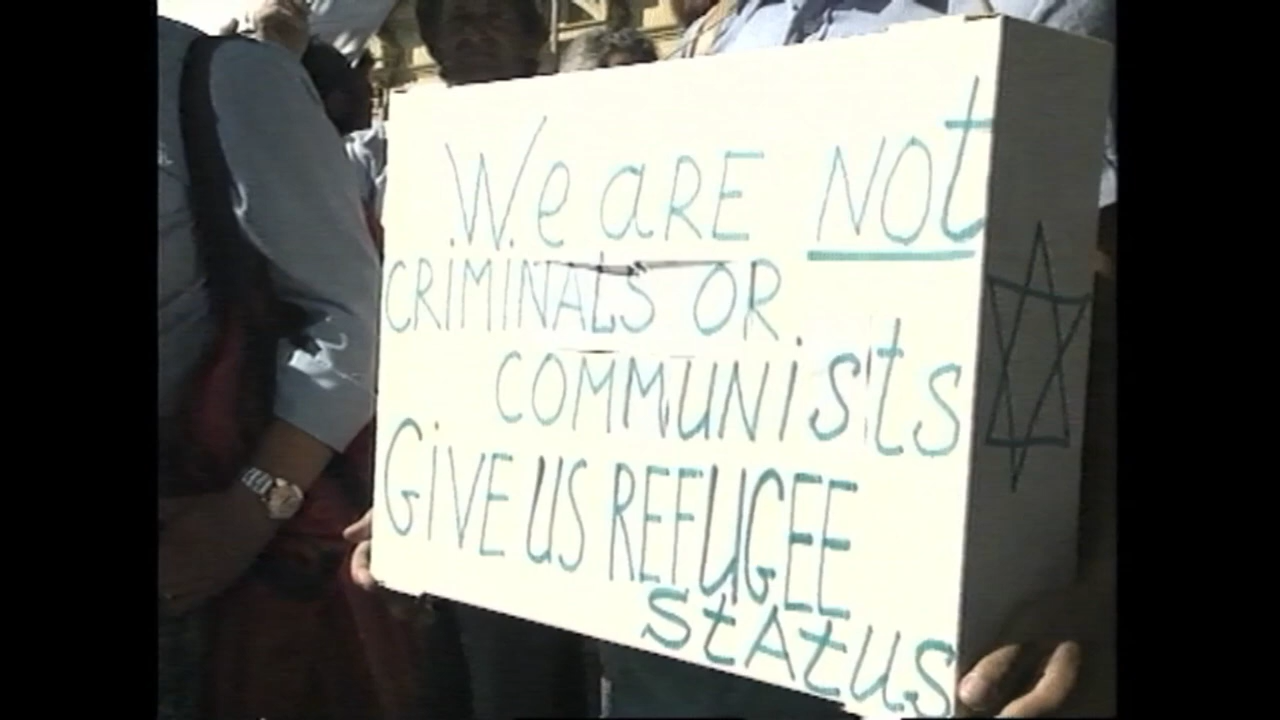 We aRE NOt
CRiMiNALS OR
COMMUNists
GiVE US REFUGEE
StAtUS